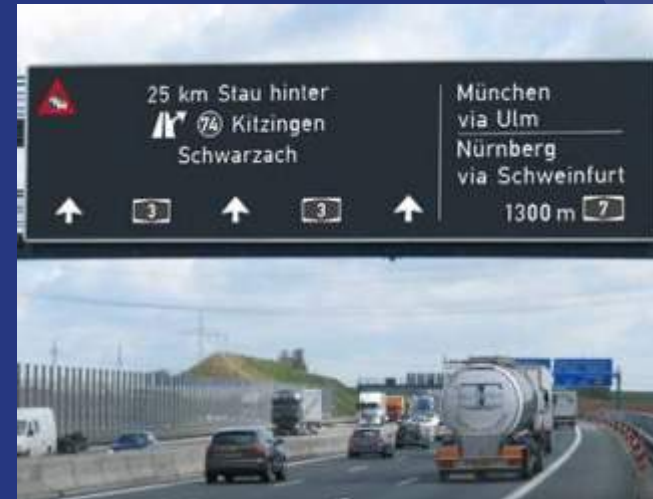 25 km Stau hinter
74 Kitzingen
Schwarzach
3 3
München
via Ulm
Nürnberg
via Schweinfurt
1300 m 7